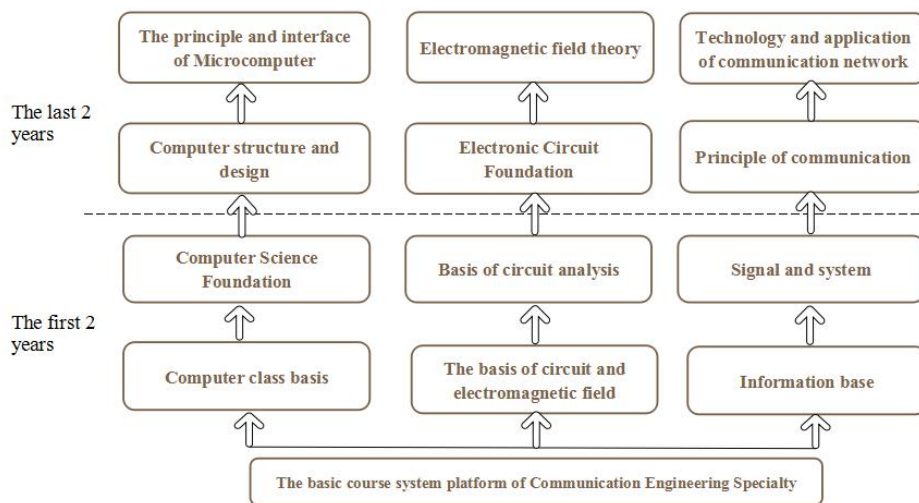 The principle and interface
of Microcomputer
Electromagnetic field theory
Technology and application
of communication network
The last 2
years
Computer structure and
design
Electronic Circuit
Foundation
Principle of communication
Computer Science
Foundation
Basis of circuit analysis
Signal and system
The first 2
years
Computer class basis
The basis of circuit and
electromagnetic field
Information base
The basic course system platform of Communication Engineering Specialty